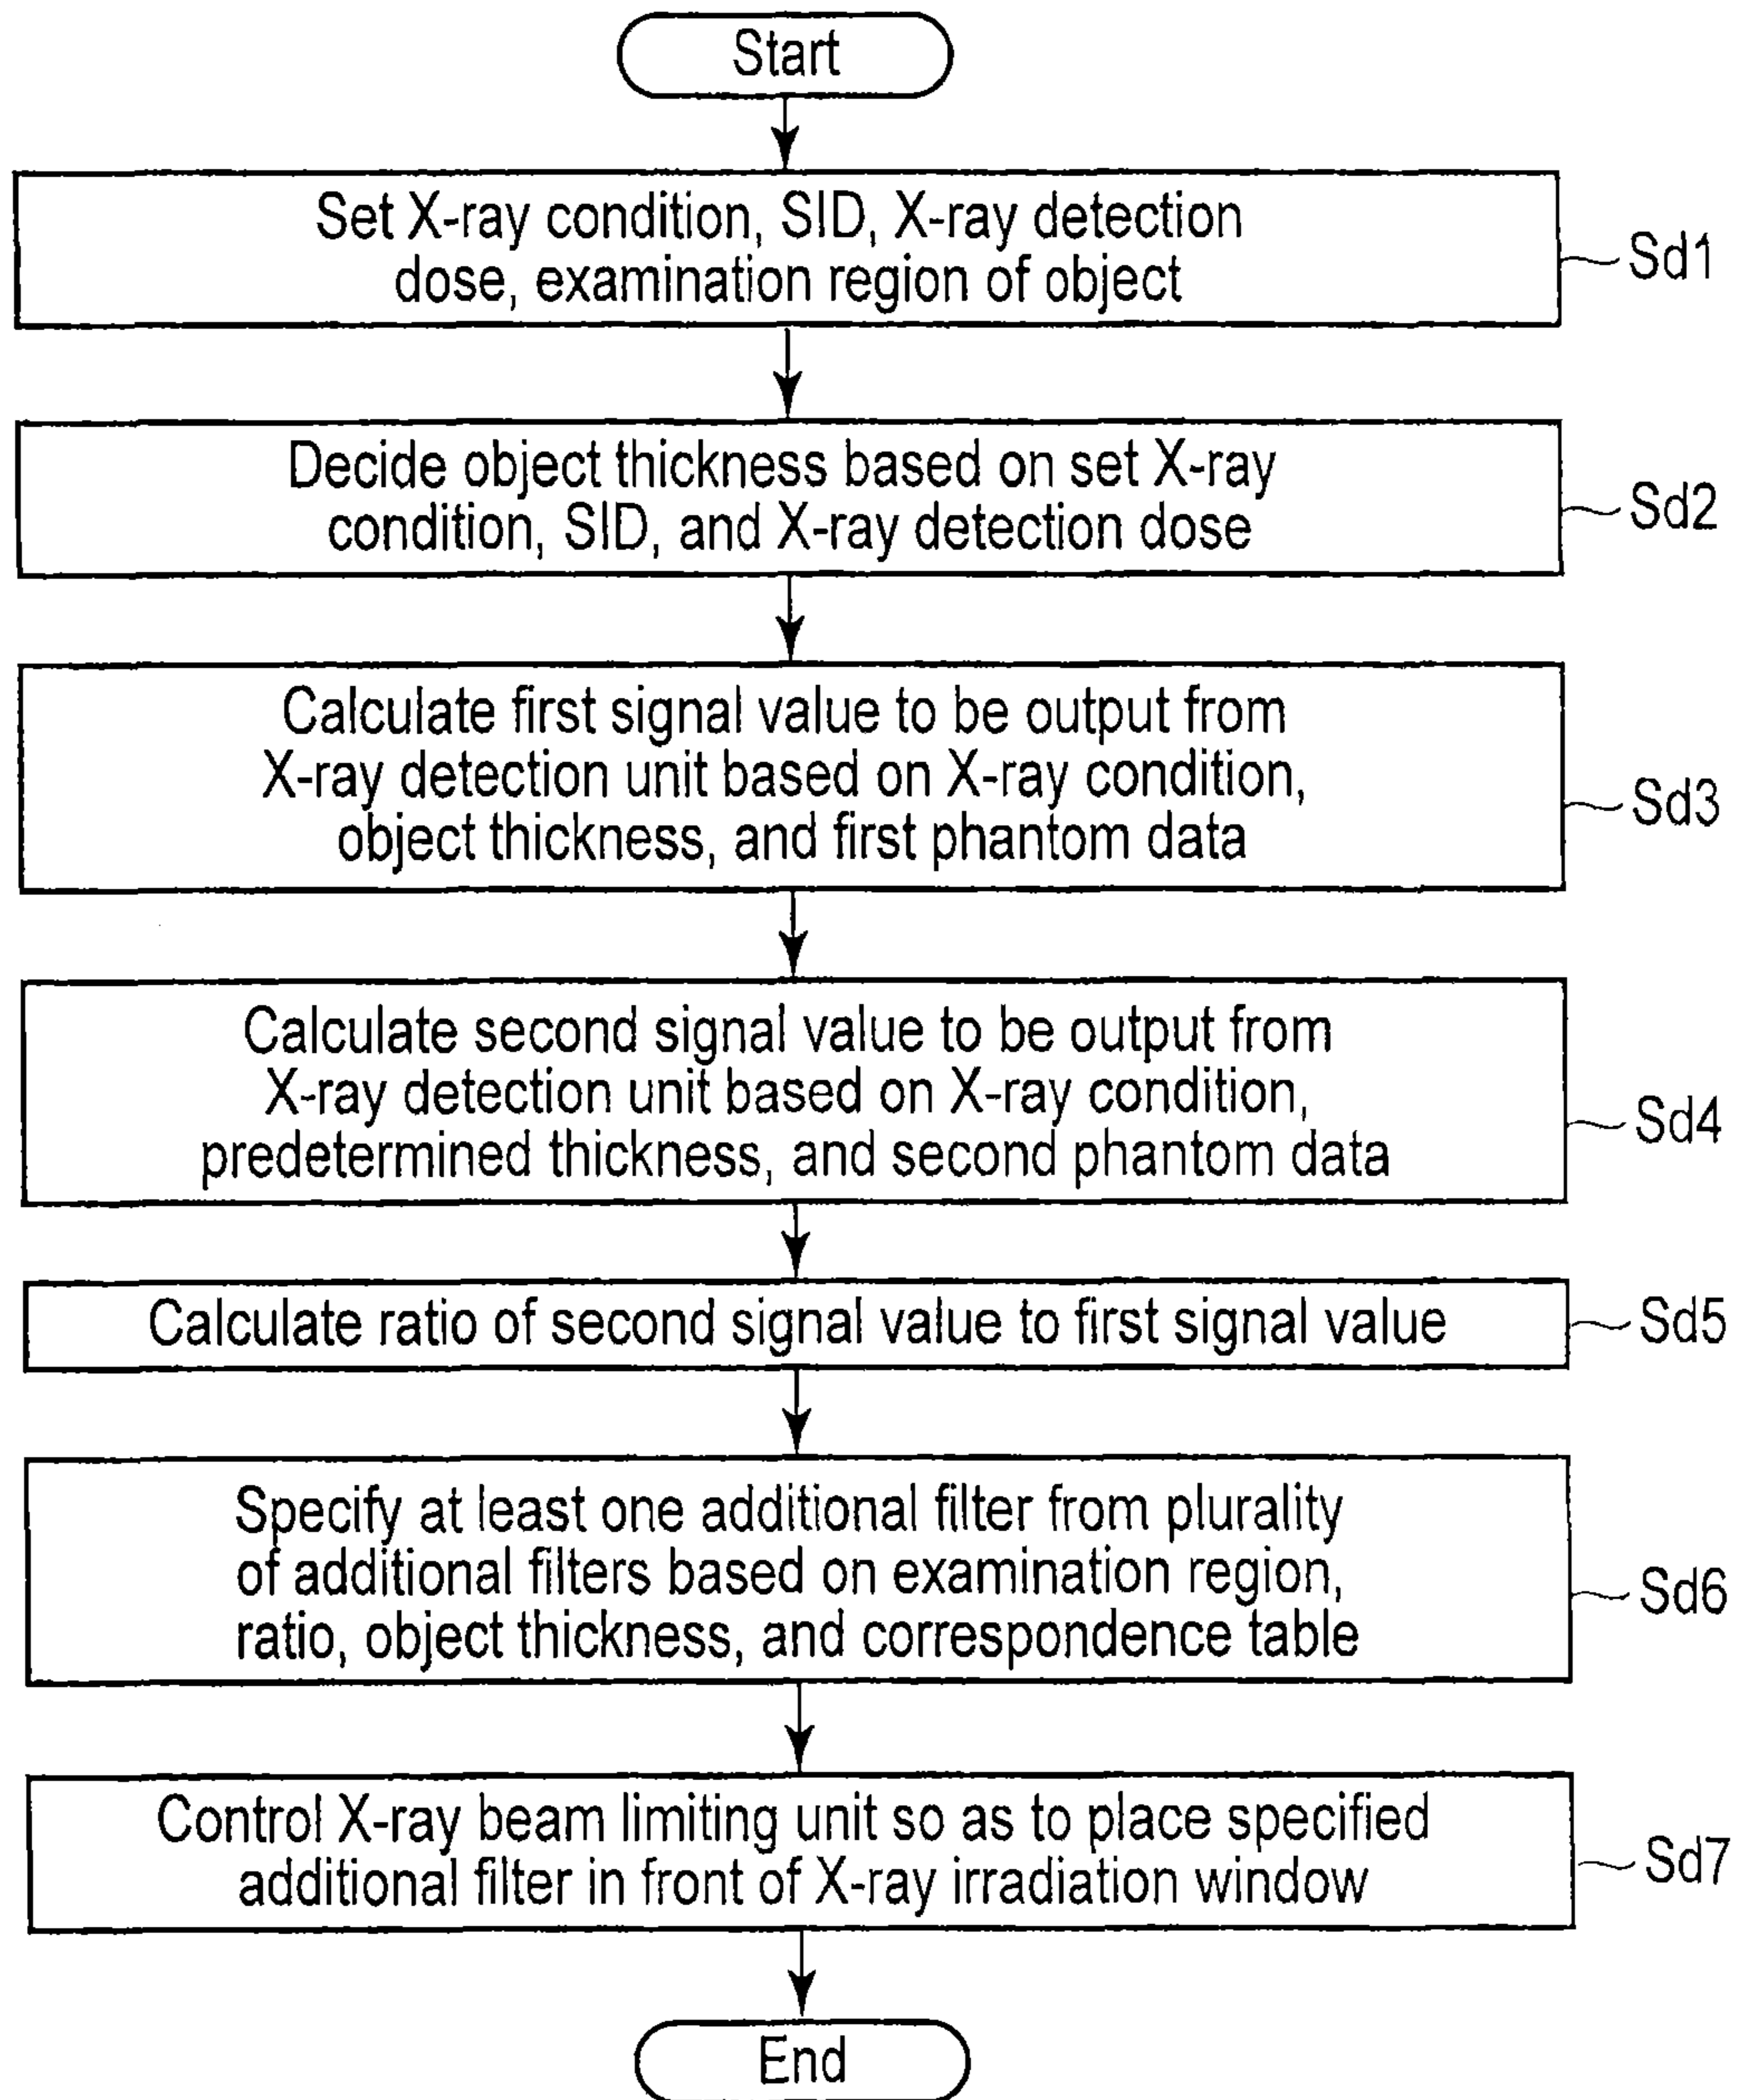 Start
Set X-ray condition, SID, X-ray detection
dose, examination region of object
Sd1
Decide object thickness based on set X-ray
condition, SID, and X-ray detection dose
Sd2
Calculate first signal value to be output from
X-ray detection unit based on X-ray condition,
object thickness, and first phantom data
Sd3
Calculate second signal value to be output from
X-ray detection unit based on X-ray condition,
predetermined thickness, and second phantom data
Sd4
Calculate ratio of second signal value to first signal value
Sd5
Specify at least one additional filter from plurality
of additional filters based on examination region,
ratio, object thickness, and correspondence table
Sd6
Control X-ray beam limiting unit so as to place specified
additional filter in front of X-ray irradiation window
Sd7
End